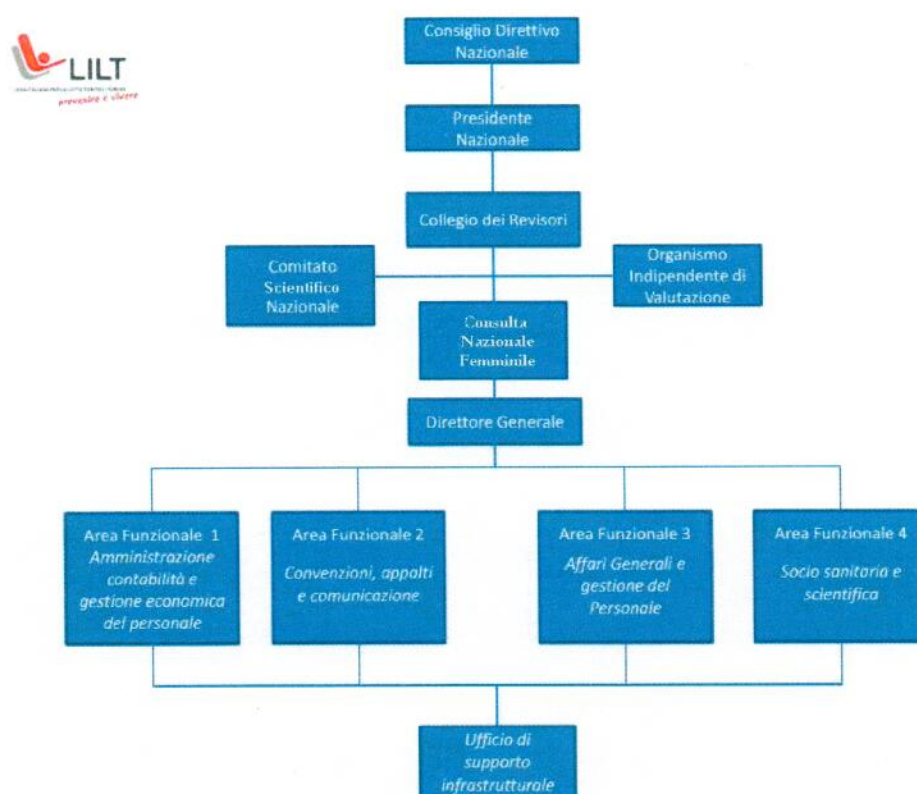 Consiglio Direttivo
Nazionale
LILT
prevenire è vivere
Presidente
Nazionale
Collegio dei Revisori
Comitato
Scientifico
Nazionale
Organismo
Indipendente di
Valutazione
Consulta
Nazionale
Femminile
Direttore Generale
Area Funzionale 1
Amministrazione
contabilità e
gestione economica
del personale
Area Funzionale 2
Convenzioni, appalti
e comunicazione
Area Funzionale 3
Affari Generali e
gestione del
Personale
Area Funzionale 4
Socio sanitaria e
scientifica
Ufficio di
supporto
infrastrutturale